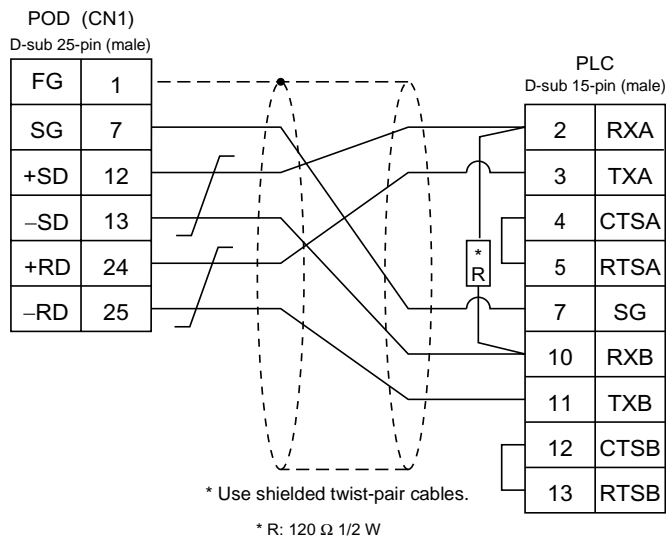 POD (CN1)
D-sub 25-pin (male)
FG 1
SG 7
+SD 12
−SD 13
+RD 24
−RD 25
PLC
D-sub 15-pin (male)
2 RXA
3 TXA
4 CTSA
5 RTSA
7 SG
10 RXB
11 TXB
12 CTSB
13 RTSB
*
R
* Use shielded twist-pair cables.
* R: 120 Ω 1/2 W